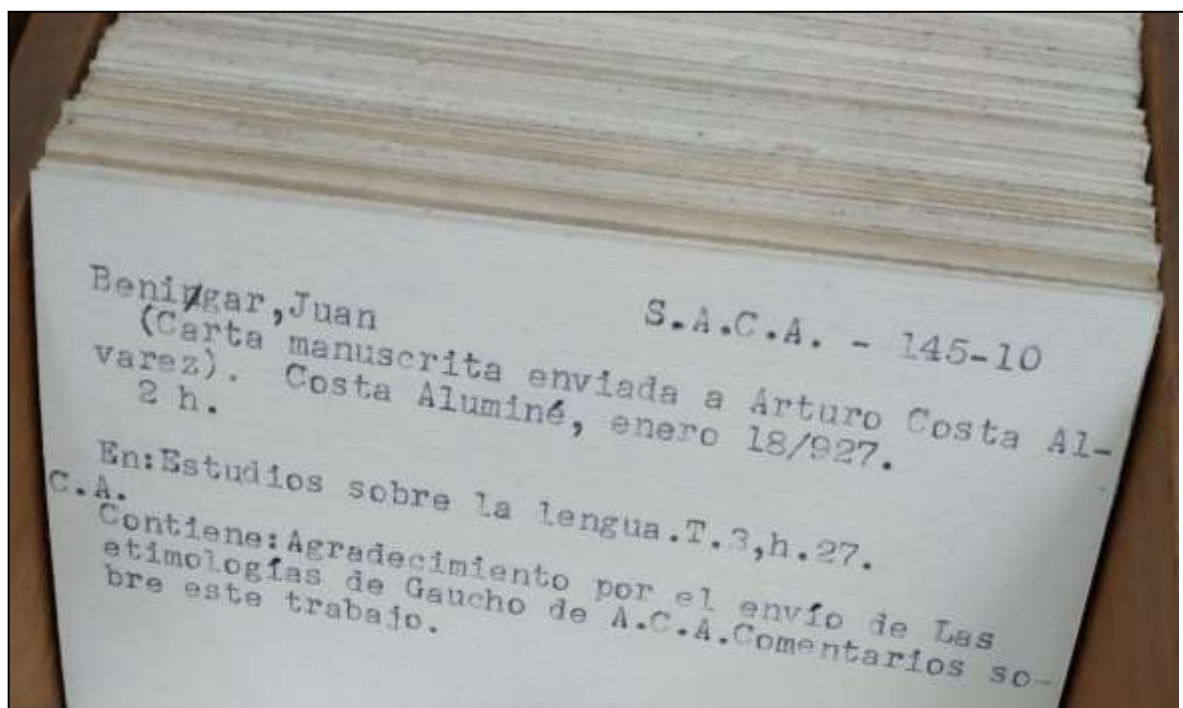 Benigar,Juan S.A.C.A. - 145-10
(Carta manuscrita enviada a Arturo Costa Al-
varez). Costa Aluminé, enero 18/927.
2 h.
En:Estudios sobre la lengua.T.3,h.27.
C.A.
Contiene:Agradecimiento por el envío de Las
etimologías de Gaucho de A.C.A.Comentarios so-
bre este trabajo.